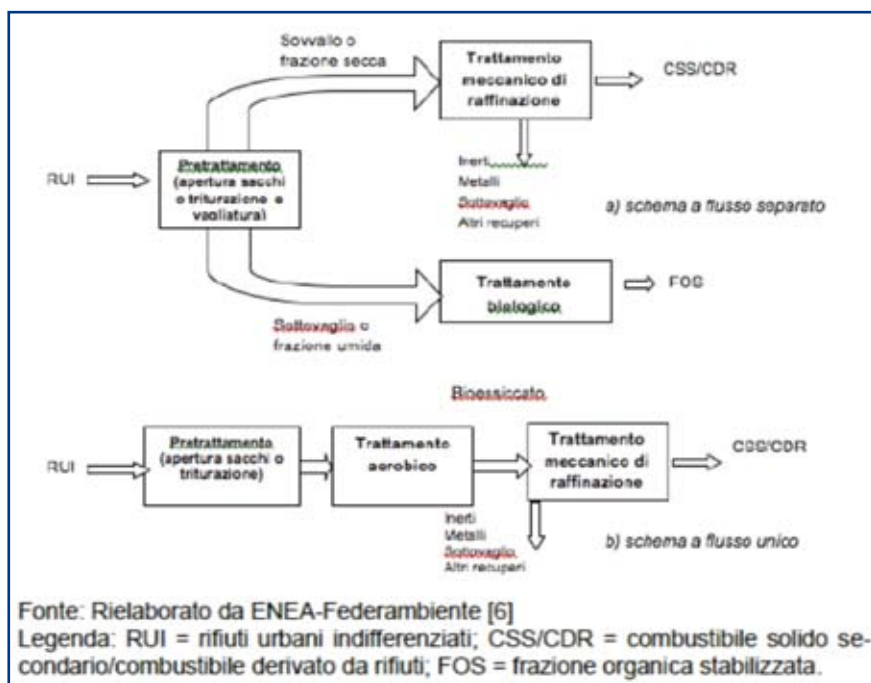 Sovvallo o
frazione secca
Trattamento
meccanico di
raffinazione
CSS/CDR
RUI
Pretrattamento
(apertura sacchi
o triturazione e
vagliatura)
Inerti
Metalli
Sottovaglio
Altri recuperi
a) schema a flusso separato
Trattamento
biologico
FOS
Sottovaglio o
frazione umida
Bioessiccato
RUI
Pretrattamento
(apertura sacchi o
triturazione)
Trattamento
aerobico
Trattamento
meccanico di
raffinazione
CSS/CDR
Inerti
Metalli
Sottovaglio
Altri recuperi
b) schema a flusso unico
Fonte: Rielaborato da ENEA-Federambiente [6]
Legenda: RUI = rifiuti urbani indifferenziati; CSS/CDR = combustibile solido se-
condario/combustibile derivato da rifiuti; FOS = frazione organica stabilizzata.